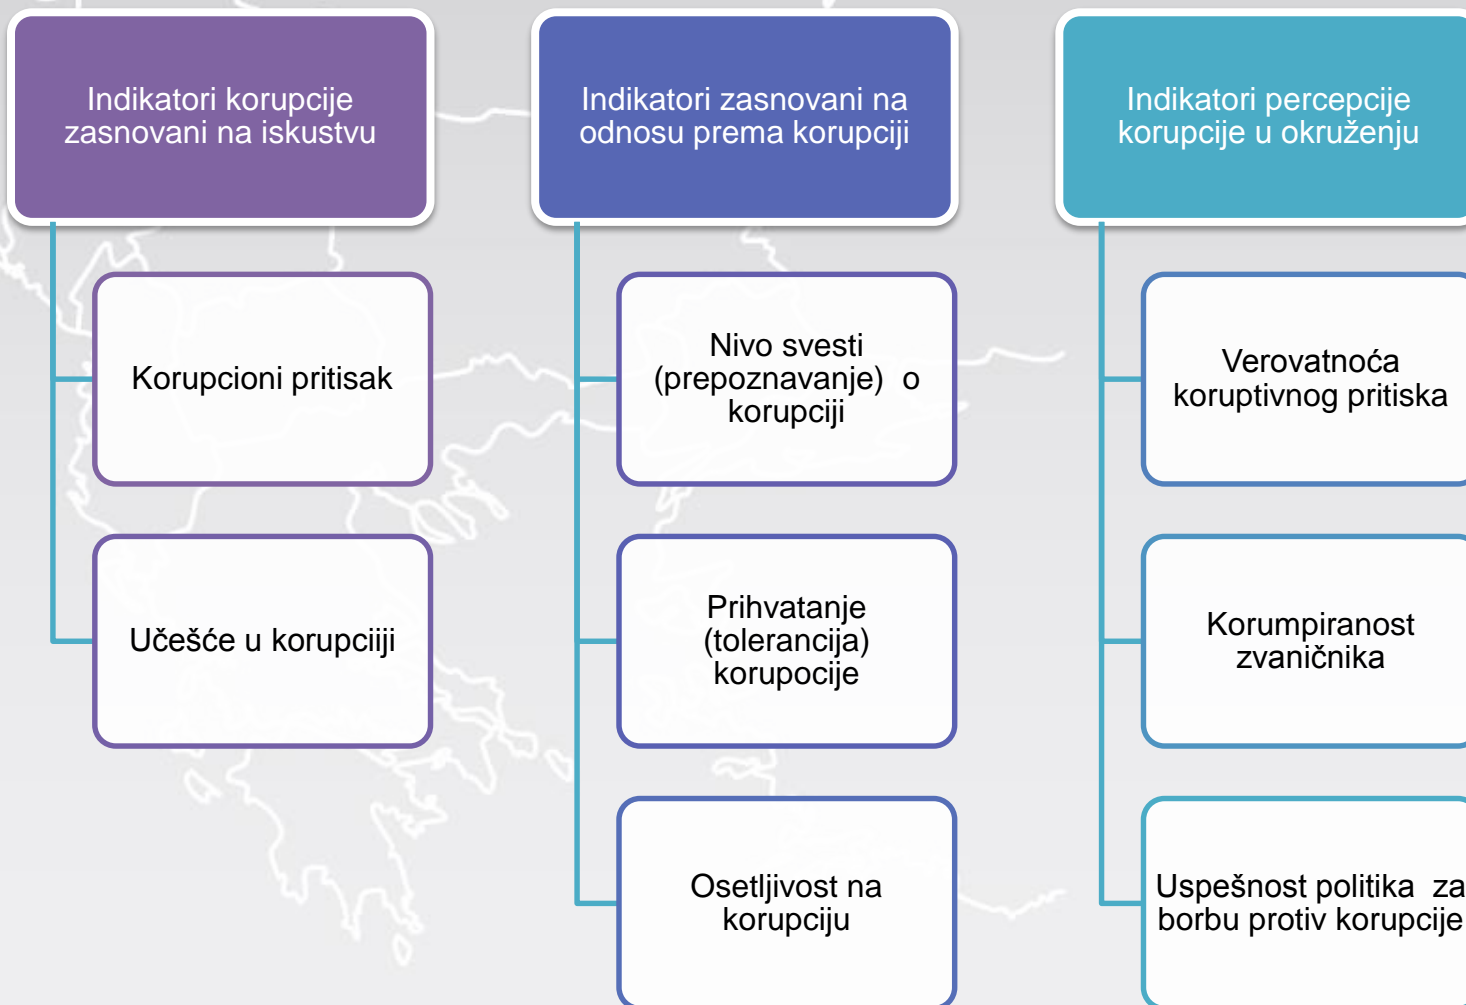 Indikatori korupcije
zasnovani na iskustvu
Korupcioni pritisak
Učešće u korupciiji
Indikatori zasnovani na
odnosu prema korupciji
Nivo svesti
(prepoznavanje)  o
korupciji
Prihvatanje
(tolerancija)
korupocije
Osetljivost na
korupciju
Indikatori percepcije
korupcije u okruženju
Verovatnoća
koruptivnog pritiska
Korumpiranost
zvaničnika
Uspešnost politika  za
borbu protiv korupcije